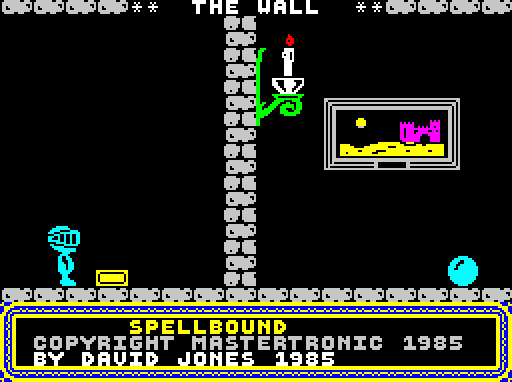 ** THE WALL **
SPELLBOUND
COPYRIGHT MASTERTRONIC 1985
BY DAVID JONES 1985